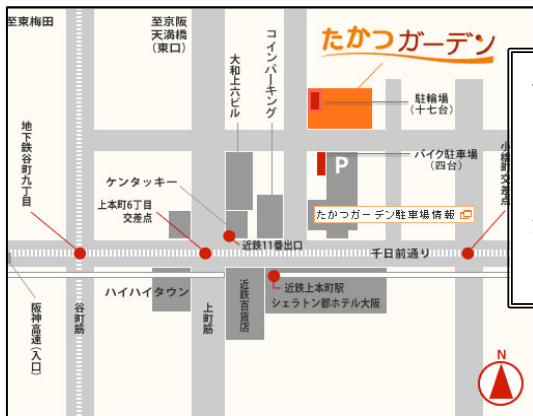 至東梅田
至京阪
天満橋
(東口)
コインパーキング
大和上六ビル
たかつガーデン
駐輪場
(十七台)
地下鉄谷町九丁目
ケンタッキー
バイク駐車場
(四台)
P
小橋町交差点
上本町6丁目
交差点
たかつガーデン駐車場情報
近鉄11番出口
千日前通り
阪神高速(入口)
谷町筋
ハイハイタウン
上町筋
近鉄百貨店
近鉄上本町駅
シェラトン都ホテル大阪
N